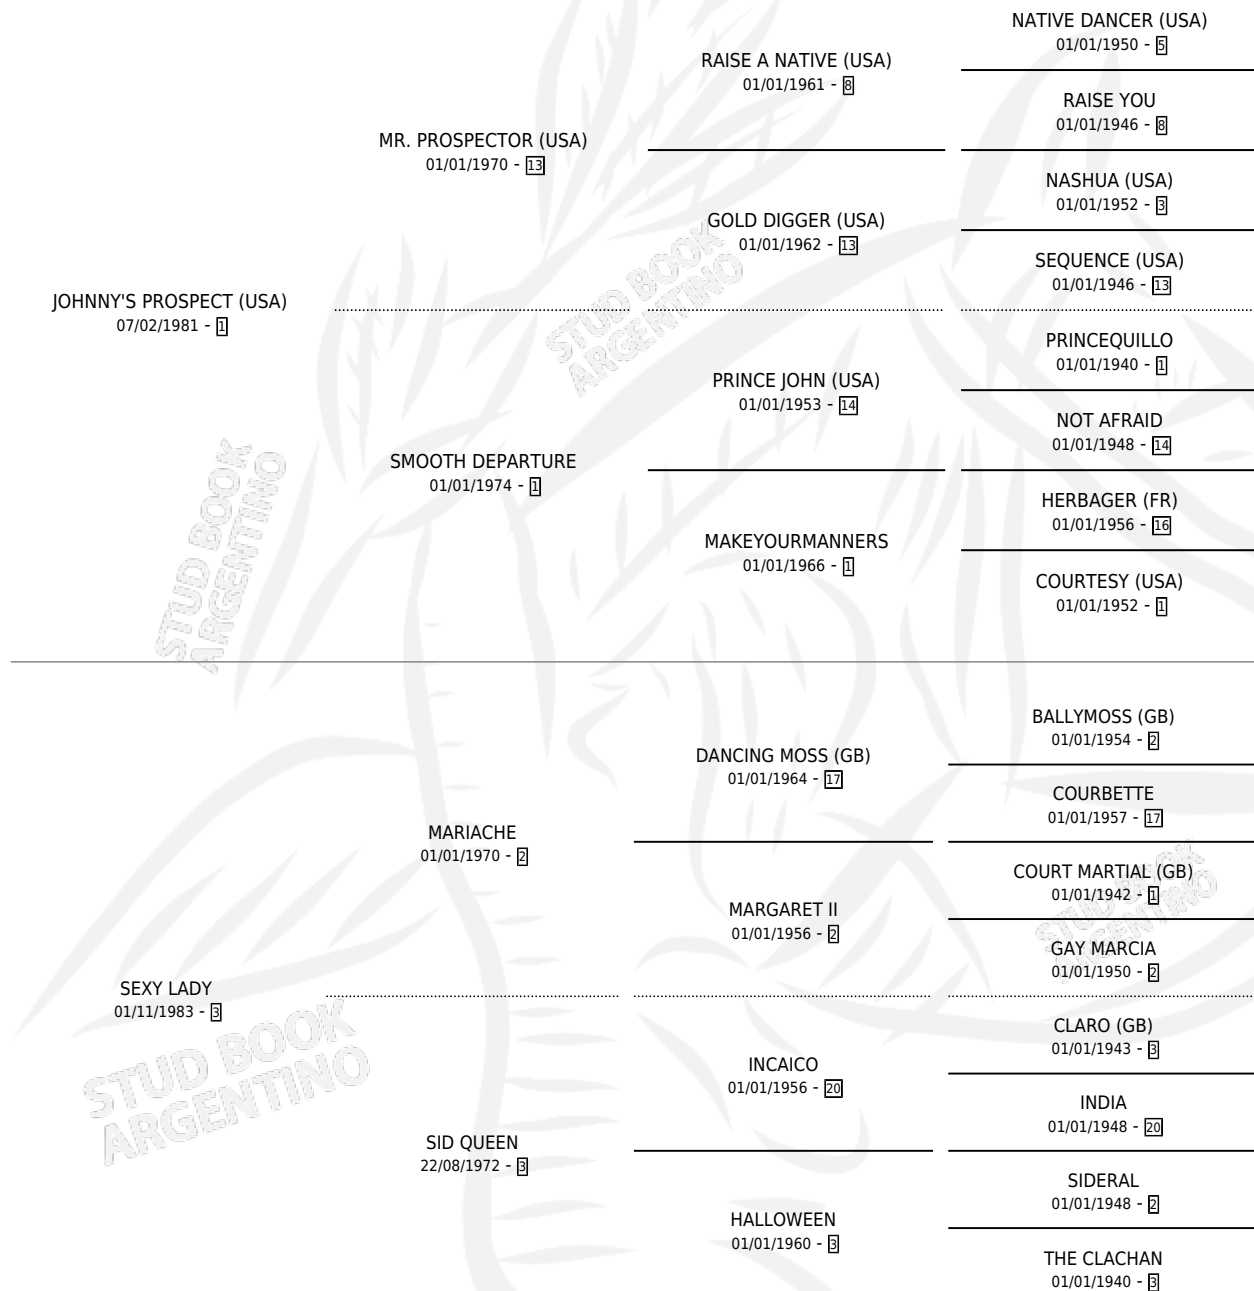 NATIVE DANCER (USA)
01/01/1950 - 5
RAISE A NATIVE (USA)
01/01/1961 - 8
RAISE YOU
01/01/1946 - 8
MR. PROSPECTOR (USA)
01/01/1970 - 13
NASHUA (USA)
01/01/1952 - 3
GOLD DIGGER (USA)
01/01/1962 - 13
SEQUENCE (USA)
01/01/1946 - 13
JOHNNY'S PROSPECT (USA)
07/02/1981 - 1
STUD BOOK
ARGENTINO
PRINCEQUILLO
01/01/1940 - 1
PRINCE JOHN (USA)
01/01/1953 - 14
NOT AFRAID
01/01/1948 - 14
SMOOTH DEPARTURE
01/01/1974 - 1
HERBAGER (FR)
01/01/1956 - 16
MAKEYOURMANNERS
01/01/1966 - 1
COURTESY (USA)
01/01/1952 - 1
STUD BOOK
ARGENTINO
BALLYMOSS (GB)
01/01/1954 - 2
DANCING MOSS (GB)
01/01/1964 - 17
COURBETTE
01/01/1957 - 17
MARIACHE
01/01/1970 - 2
COURT MARTIAL (GB)
01/01/1942 - 1
MARGARET II
01/01/1956 - 2
GAY MARCIA
01/01/1950 - 2
STUD BOOK
ARGENTINO
SEXY LADY
01/11/1983 - 3
CLARO (GB)
01/01/1943 - 3
INCAICO
01/01/1956 - 20
INDIA
01/01/1948 - 20
STUD BOOK
ARGENTINO
SID QUEEN
22/08/1972 - 3
SIDERAL
01/01/1948 - 2
HALLOWEEN
01/01/1960 - 3
THE CLACHAN
01/01/1940 - 3